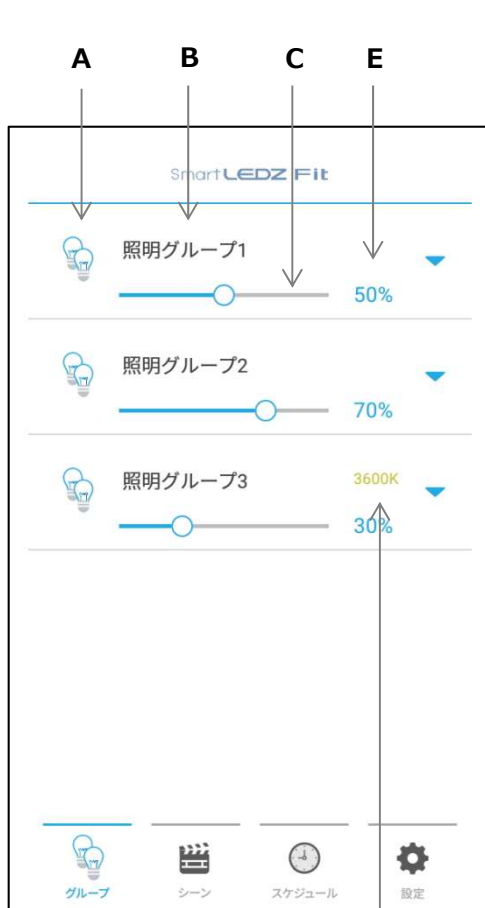 A B C E
Smart LEDZ Fit
照明グループ1
50%
照明グループ2
70%
照明グループ3
3600K
30%
グループ シーン スケジュール 設定